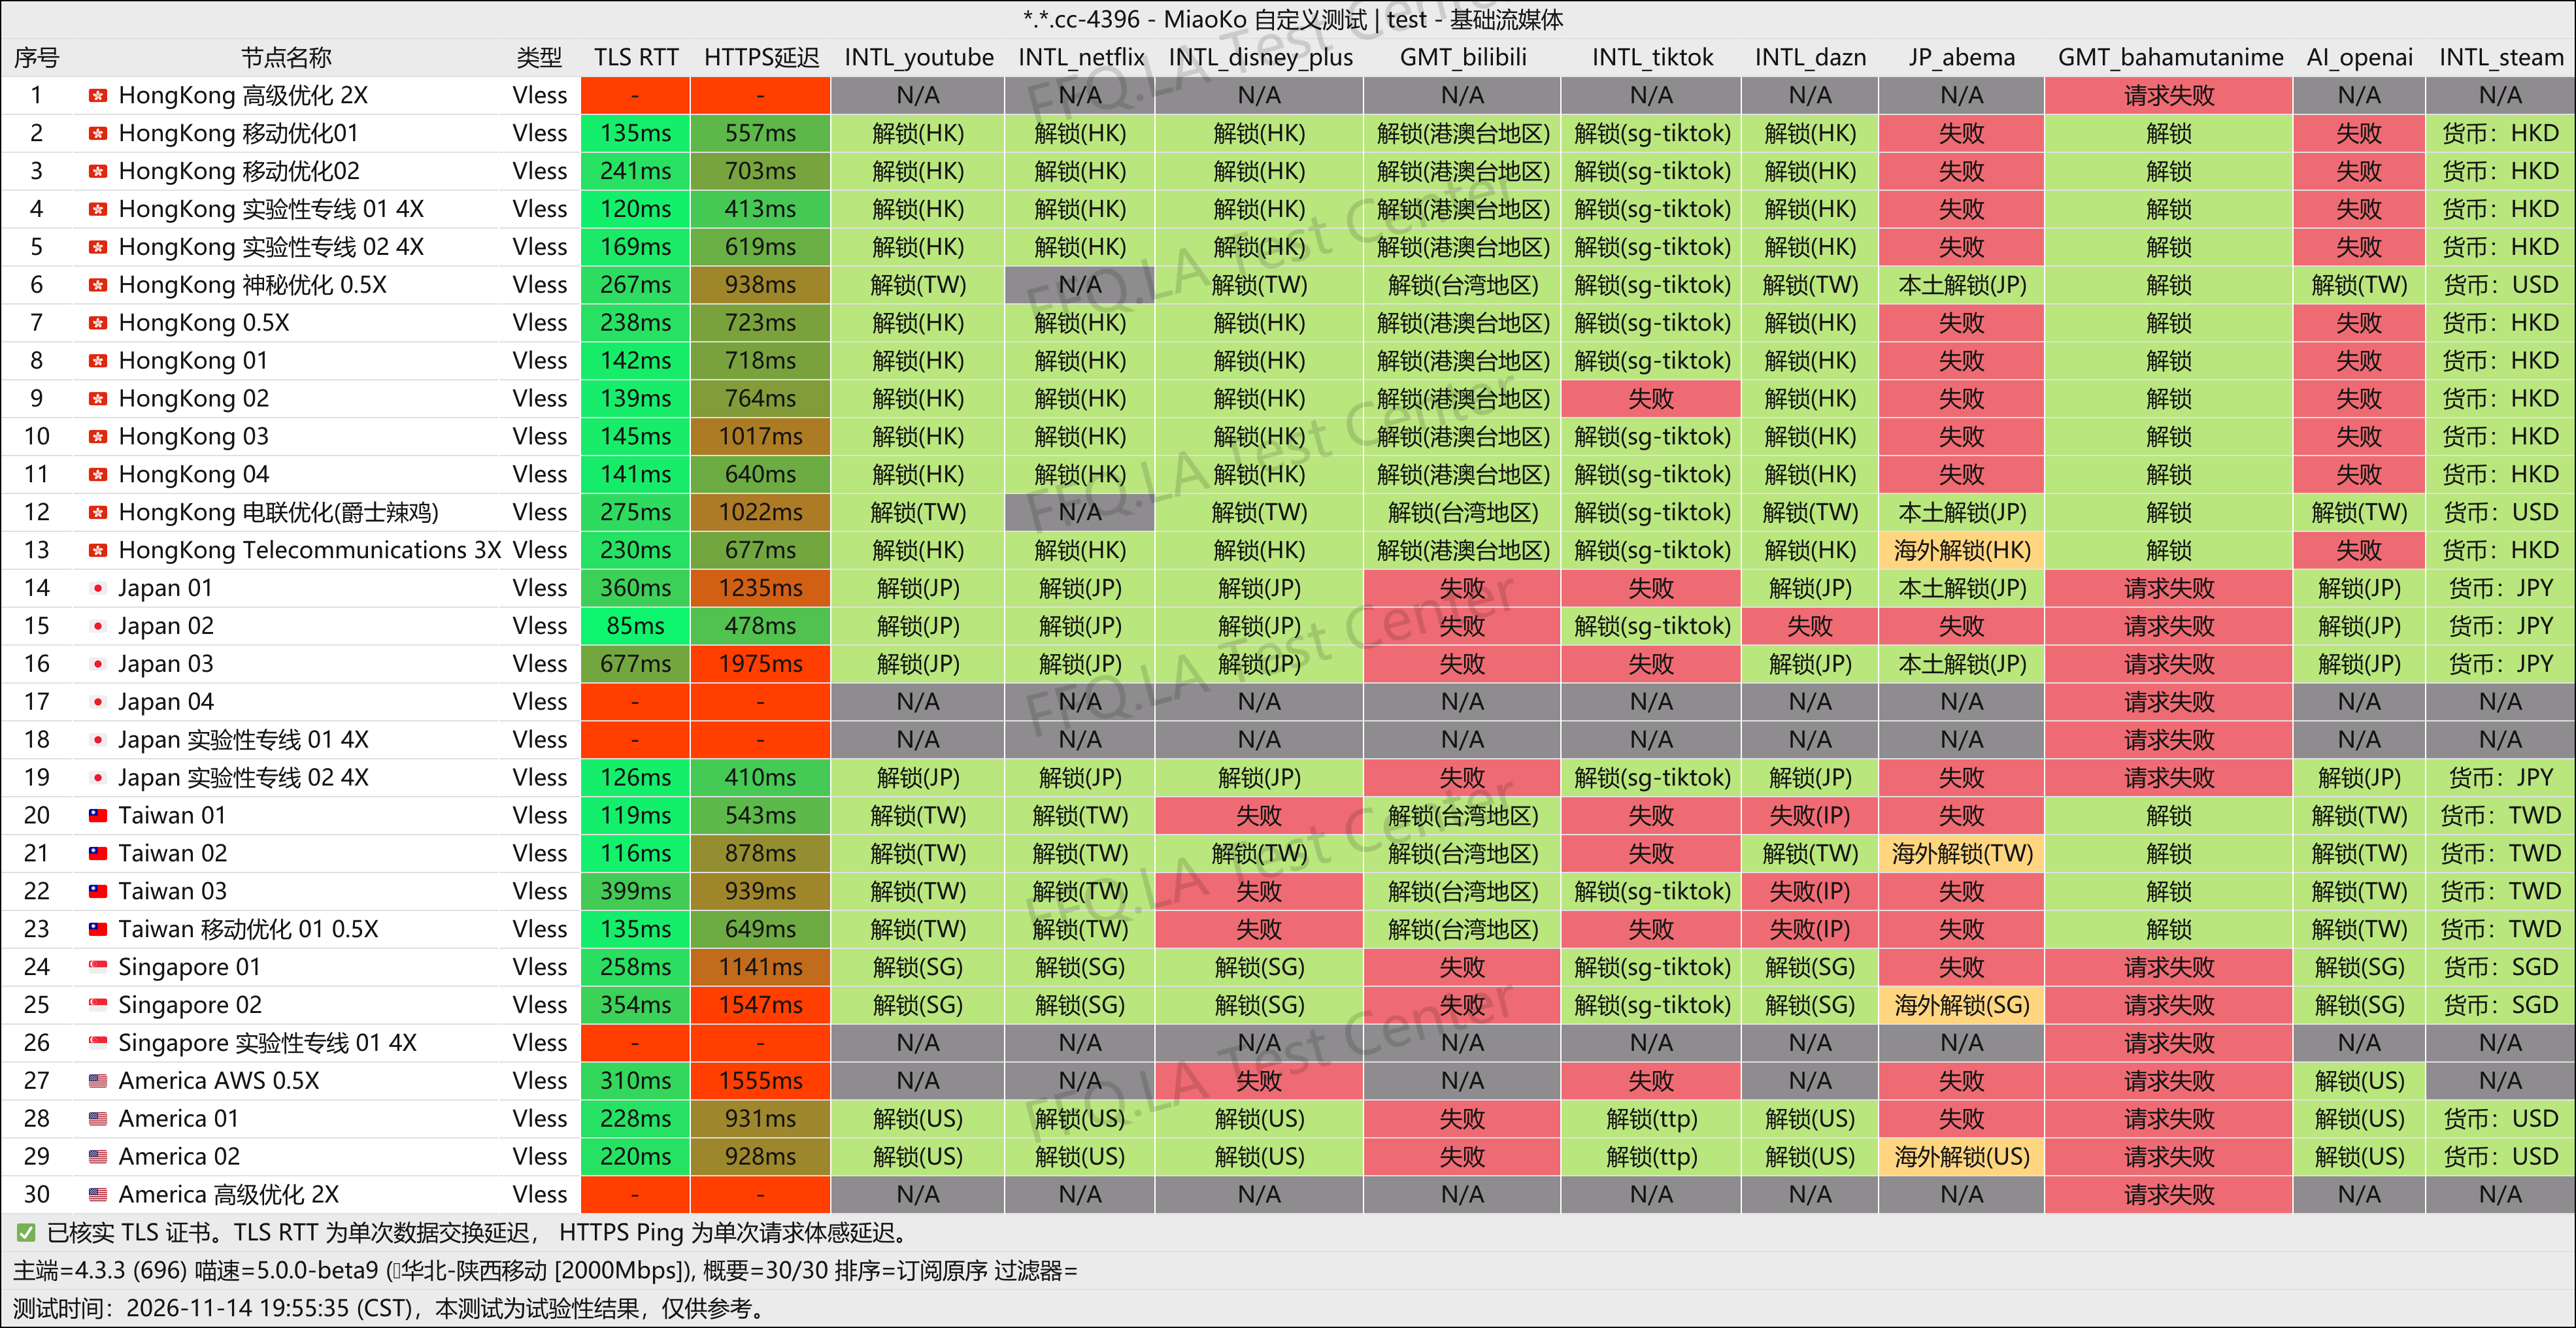 *.*.cc-4396 - MiaoKo 自定义测试 | test - 基础流媒体
序号 节点名称 类型 TLS RTT HTTPS延迟 INTL_youtube INTL_netflix INTL_disney_plus GMT_bilibili INTL_tiktok INTL_dazn JP_abema GMT_bahamutanime AI_openai INTL_steam
1 HongKong 高级优化 2X Vless - - N/A N/A N/A N/A N/A N/A N/A 请求失败 N/A N/A
2 HongKong 移动优化01 Vless 135ms 557ms 解锁(HK) 解锁(HK) 解锁(HK) 解锁(港澳台地区) 解锁(sg-tiktok) 解锁(HK) 失败 解锁 失败 货币：HKD
3 HongKong 移动优化02 Vless 241ms 703ms 解锁(HK) 解锁(HK) 解锁(HK) 解锁(港澳台地区) 解锁(sg-tiktok) 解锁(HK) 失败 解锁 失败 货币：HKD
4 HongKong 实验性专线 01 4X Vless 120ms 413ms 解锁(HK) 解锁(HK) 解锁(HK) 解锁(港澳台地区) 解锁(sg-tiktok) 解锁(HK) 失败 解锁 失败 货币：HKD
5 HongKong 实验性专线 02 4X Vless 169ms 619ms 解锁(HK) 解锁(HK) 解锁(HK) 解锁(港澳台地区) 解锁(sg-tiktok) 解锁(HK) 失败 解锁 失败 货币：HKD
6 HongKong 神秘优化 0.5X Vless 267ms 938ms 解锁(TW) N/A 解锁(TW) 解锁(台湾地区) 解锁(sg-tiktok) 解锁(TW) 本土解锁(JP) 解锁 解锁(TW) 货币：USD
7 HongKong 0.5X Vless 238ms 723ms 解锁(HK) 解锁(HK) 解锁(HK) 解锁(港澳台地区) 解锁(sg-tiktok) 解锁(HK) 失败 解锁 失败 货币：HKD
8 HongKong 01 Vless 142ms 718ms 解锁(HK) 解锁(HK) 解锁(HK) 解锁(港澳台地区) 解锁(sg-tiktok) 解锁(HK) 失败 解锁 失败 货币：HKD
9 HongKong 02 Vless 139ms 764ms 解锁(HK) 解锁(HK) 解锁(HK) 解锁(港澳台地区) 失败 解锁(HK) 失败 解锁 失败 货币：HKD
10 HongKong 03 Vless 145ms 1017ms 解锁(HK) 解锁(HK) 解锁(HK) 解锁(港澳台地区) 解锁(sg-tiktok) 解锁(HK) 失败 解锁 失败 货币：HKD
11 HongKong 04 Vless 141ms 640ms 解锁(HK) 解锁(HK) 解锁(HK) 解锁(港澳台地区) 解锁(sg-tiktok) 解锁(HK) 失败 解锁 失败 货币：HKD
12 HongKong 电联优化(爵士辣鸡) Vless 275ms 1022ms 解锁(TW) N/A 解锁(TW) 解锁(台湾地区) 解锁(sg-tiktok) 解锁(TW) 本土解锁(JP) 解锁 解锁(TW) 货币：USD
13 HongKong Telecommunications 3X Vless 230ms 677ms 解锁(HK) 解锁(HK) 解锁(HK) 解锁(港澳台地区) 解锁(sg-tiktok) 解锁(HK) 海外解锁(HK) 解锁 失败 货币：HKD
14 Japan 01 Vless 360ms 1235ms 解锁(JP) 解锁(JP) 解锁(JP) 失败 失败 解锁(JP) 本土解锁(JP) 请求失败 解锁(JP) 货币：JPY
15 Japan 02 Vless 85ms 478ms 解锁(JP) 解锁(JP) 解锁(JP) 失败 解锁(sg-tiktok) 失败 失败 请求失败 解锁(JP) 货币：JPY
16 Japan 03 Vless 677ms 1975ms 解锁(JP) 解锁(JP) 解锁(JP) 失败 失败 解锁(JP) 本土解锁(JP) 请求失败 解锁(JP) 货币：JPY
17 Japan 04 Vless - - N/A N/A N/A N/A N/A N/A N/A 请求失败 N/A N/A
18 Japan 实验性专线 01 4X Vless - - N/A N/A N/A N/A N/A N/A N/A 请求失败 N/A N/A
19 Japan 实验性专线 02 4X Vless 126ms 410ms 解锁(JP) 解锁(JP) 解锁(JP) 失败 解锁(sg-tiktok) 解锁(JP) 失败 请求失败 解锁(JP) 货币：JPY
20 Taiwan 01 Vless 119ms 543ms 解锁(TW) 解锁(TW) 失败 解锁(台湾地区) 失败 失败(IP) 失败 解锁 解锁(TW) 货币：TWD
21 Taiwan 02 Vless 116ms 878ms 解锁(TW) 解锁(TW) 解锁(TW) 解锁(台湾地区) 失败 解锁(TW) 海外解锁(TW) 解锁 解锁(TW) 货币：TWD
22 Taiwan 03 Vless 399ms 939ms 解锁(TW) 解锁(TW) 失败 解锁(台湾地区) 解锁(sg-tiktok) 失败(IP) 失败 解锁 解锁(TW) 货币：TWD
23 Taiwan 移动优化 01 0.5X Vless 135ms 649ms 解锁(TW) 解锁(TW) 失败 解锁(台湾地区) 失败 失败(IP) 失败 解锁 解锁(TW) 货币：TWD
24 Singapore 01 Vless 258ms 1141ms 解锁(SG) 解锁(SG) 解锁(SG) 失败 解锁(sg-tiktok) 解锁(SG) 失败 请求失败 解锁(SG) 货币：SGD
25 Singapore 02 Vless 354ms 1547ms 解锁(SG) 解锁(SG) 解锁(SG) 失败 解锁(sg-tiktok) 解锁(SG) 海外解锁(SG) 请求失败 解锁(SG) 货币：SGD
26 Singapore 实验性专线 01 4X Vless - - N/A N/A N/A N/A N/A N/A N/A 请求失败 N/A N/A
27 America AWS 0.5X Vless 310ms 1555ms N/A N/A 失败 N/A 失败 N/A 失败 请求失败 解锁(US) N/A
28 America 01 Vless 228ms 931ms 解锁(US) 解锁(US) 解锁(US) 失败 解锁(ttp) 解锁(US) 失败 请求失败 解锁(US) 货币：USD
29 America 02 Vless 220ms 928ms 解锁(US) 解锁(US) 解锁(US) 失败 解锁(ttp) 解锁(US) 海外解锁(US) 请求失败 解锁(US) 货币：USD
30 America 高级优化 2X Vless - - N/A N/A N/A N/A N/A N/A N/A 请求失败 N/A N/A
✅ 已核实 TLS 证书。TLS RTT 为单次数据交换延迟， HTTPS Ping 为单次请求体感延迟。
主端=4.3.3 (696) 喵速=5.0.0-beta9 (华北-陕西移动 [2000Mbps]), 概要=30/30 排序=订阅原序 过滤器=
测试时间：2026-11-14 19:55:35 (CST)，本测试为试验性结果，仅供参考。
FFQ.LA Test Center
FFQ.LA Test Center
FFQ.LA Test Center
FFQ.LA Test Center
FFQ.LA Test Center
FFQ.LA Test Center